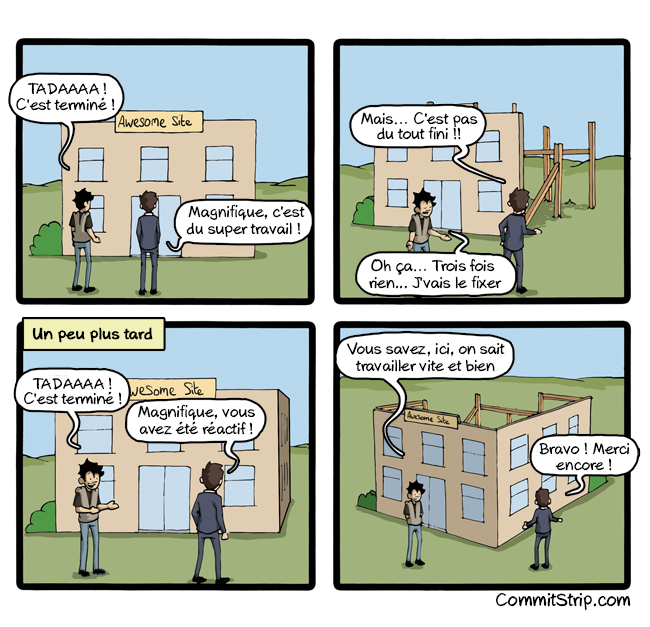 TADAAAA !
C'est terminé !
Awesome Site
Magnifique, c'est
du super travail !
Mais... C'est pas
du tout fini !!
Oh ça... Trois fois
rien... J'vais le fixer
Un peu plus tard
TADAAAA !
C'est terminé !
wesome Site
Magnifique, vous
avez été réactif !
Vous savez, ici, on sait
travailler vite et bien
Awesome Site
Bravo ! Merci
encore !
CommitStrip.com